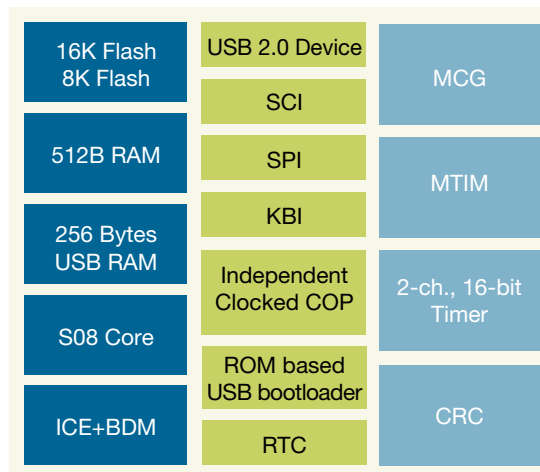 16K Flash
8K Flash
512B RAM
256 Bytes
USB RAM
S08 Core
ICE+BDM
USB 2.0 Device
SCI
SPI
KBI
Independent
Clocked COP
ROM based
USB bootloader
RTC
MCG
MTIM
2-ch., 16-bit
Timer
CRC